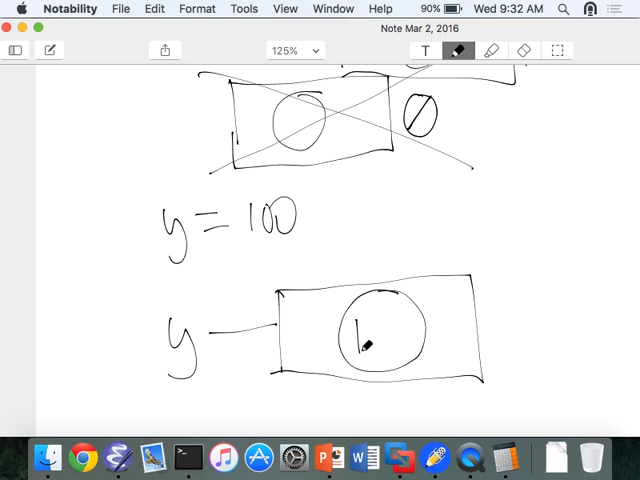 Notability File Edit Format Tools View Window Help 90% Wed 9:32 AM
Note Mar 2, 2016
125% T
y = 100
y